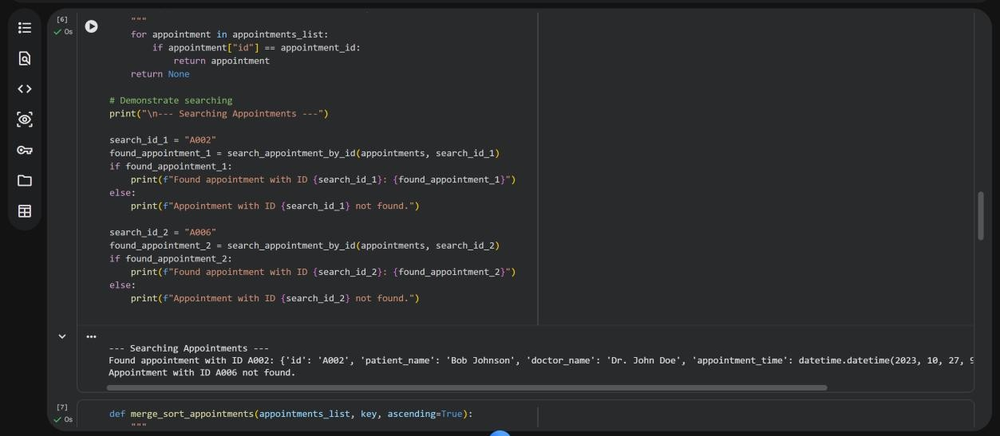 [6]
0s
"""
for appointment in appointments_list:
if appointment["id"] == appointment_id:
return appointment
return None
# Demonstrate searching
print("\n--- Searching Appointments ---")
search_id_1 = "A002"
found_appointment_1 = search_appointment_by_id(appointments, search_id_1)
if found_appointment_1:
print(f"Found appointment with ID {search_id_1}: {found_appointment_1}")
else:
print(f"Appointment with ID {search_id_1} not found.")
search_id_2 = "A006"
found_appointment_2 = search_appointment_by_id(appointments, search_id_2)
if found_appointment_2:
print(f"Found appointment with ID {search_id_2}: {found_appointment_2}")
else:
print(f"Appointment with ID {search_id_2} not found.")
--- Searching Appointments ---
Found appointment with ID A002: {'id': 'A002', 'patient_name': 'Bob Johnson', 'doctor_name': 'Dr. John Doe', 'appointment_time': datetime.datetime(2023, 10, 27, 9
Appointment with ID A006 not found.
[7]
0s
def merge_sort_appointments(appointments_list, key, ascending=True):
"""